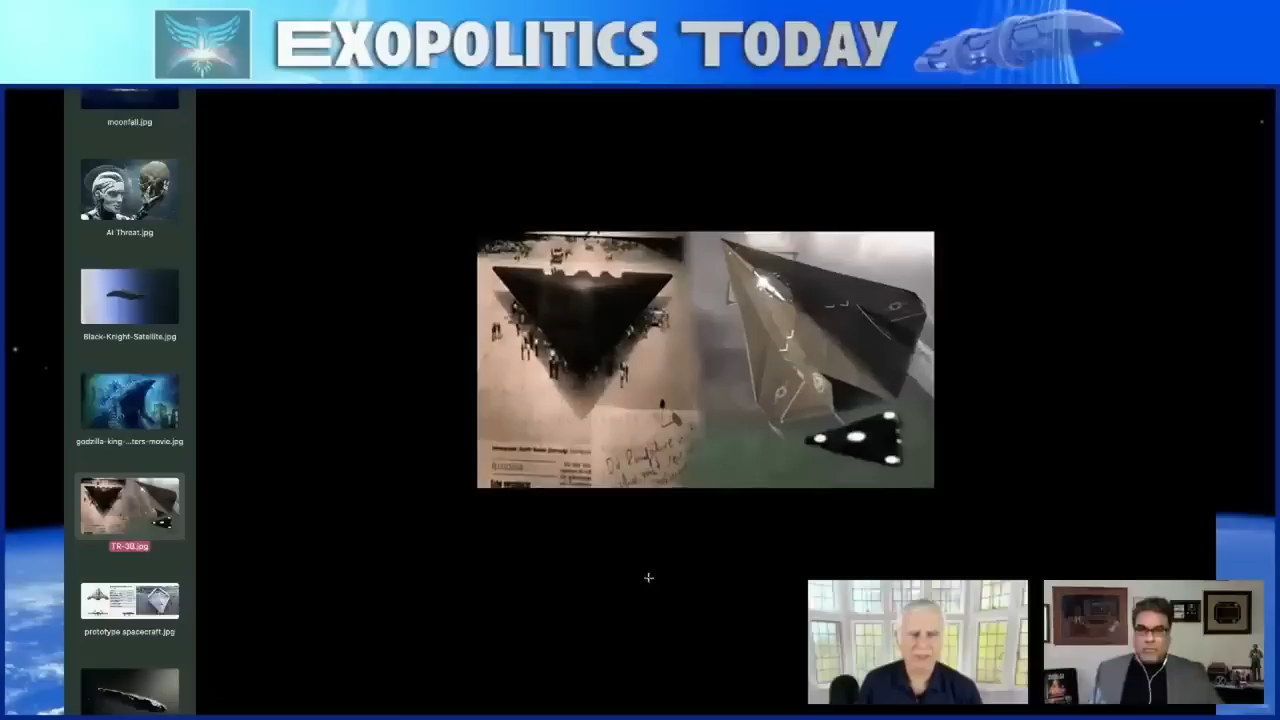 EXOPOLITICS TODAY
moonfall.jpg
AI Threat.jpg
Black-Knight-Satellite.jpg
godzilla-king-...ters-movie.jpg
TR-3B.jpg
prototype spacecraft.jpg